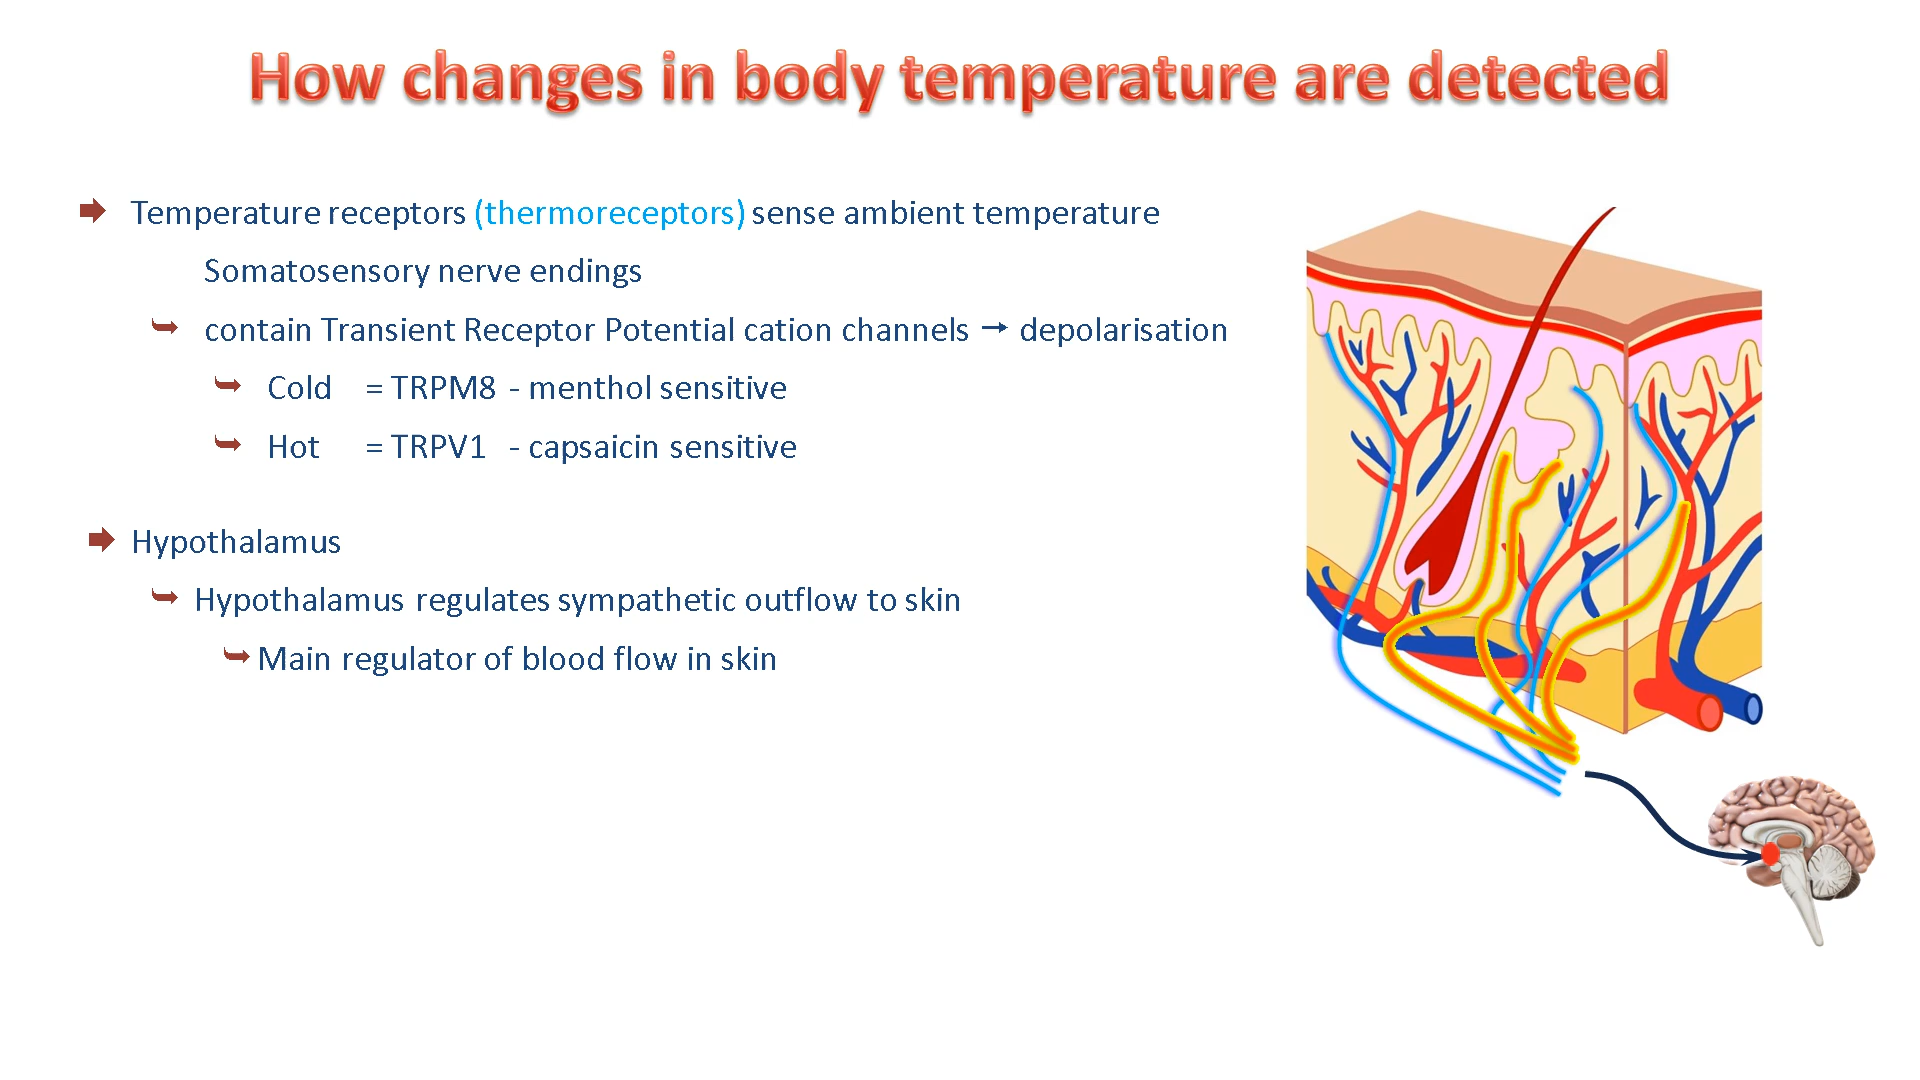 How changes in body temperature are detected
Temperature receptors (thermoreceptors) sense ambient temperature
Somatosensory nerve endings
contain Transient Receptor Potential cation channels → depolarisation
Cold = TRPM8 - menthol sensitive
Hot = TRPV1 - capsaicin sensitive
Hypothalamus
Hypothalamus regulates sympathetic outflow to skin
Main regulator of blood flow in skin